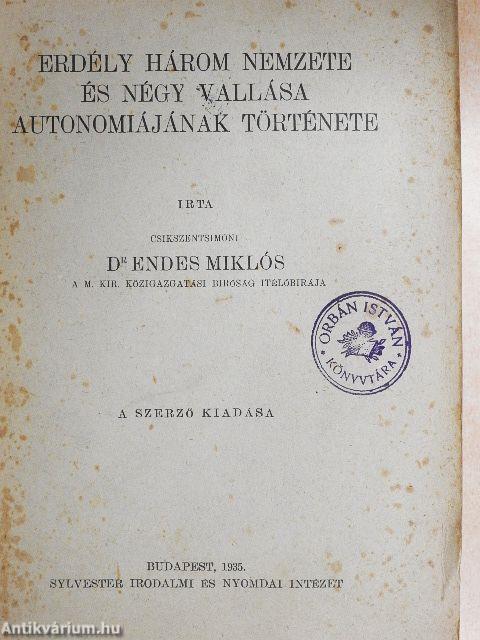 ERDÉLY HÁROM NEMZETE
ÉS NÉGY VALLÁSA
AUTONOMIÁJÁNAK TÖRTÉNETE
IRTA
CSIKSZENTSIMONI
DR ENDES MIKLÓS
A M. KIR. KÖZIGAZGATÁSI BIRÓSÁG ITÉLŐBIRÁJA
ORBÁN ISTVÁN
KÖNYVTÁRA
A SZERZŐ KIADÁSA
BUDAPEST, 1935.
SYLVESTER IRODALMI ÉS NYOMDAI INTÉZET
Antikvárium.hu